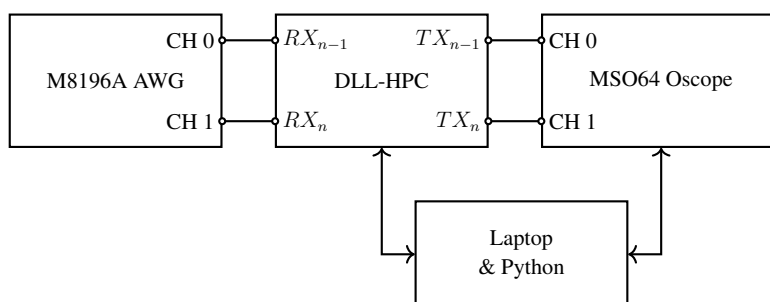 CH 0 RX_{n-1} TX_{n-1} CH 0
M8196A AWG DLL-HPC MSO64 Oscope
CH 1 RX_n TX_n CH 1
Laptop
& Python